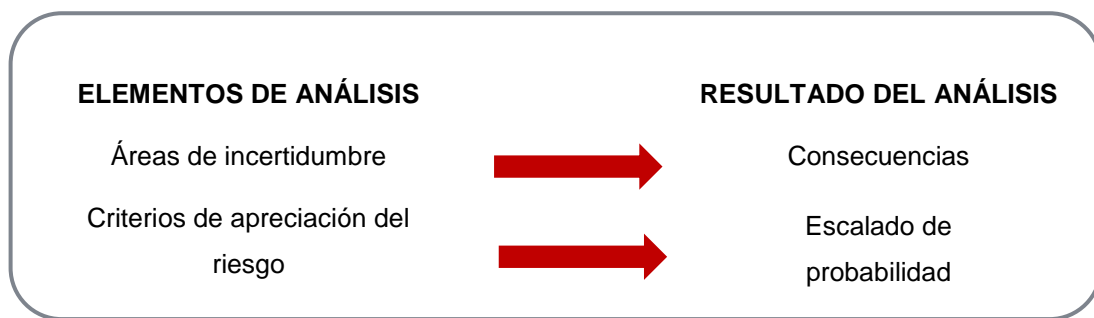 ELEMENTOS DE ANÁLISIS
Áreas de incertidumbre
Criterios de apreciación del
riesgo
RESULTADO DEL ANÁLISIS
Consecuencias
Escalado de
probabilidad